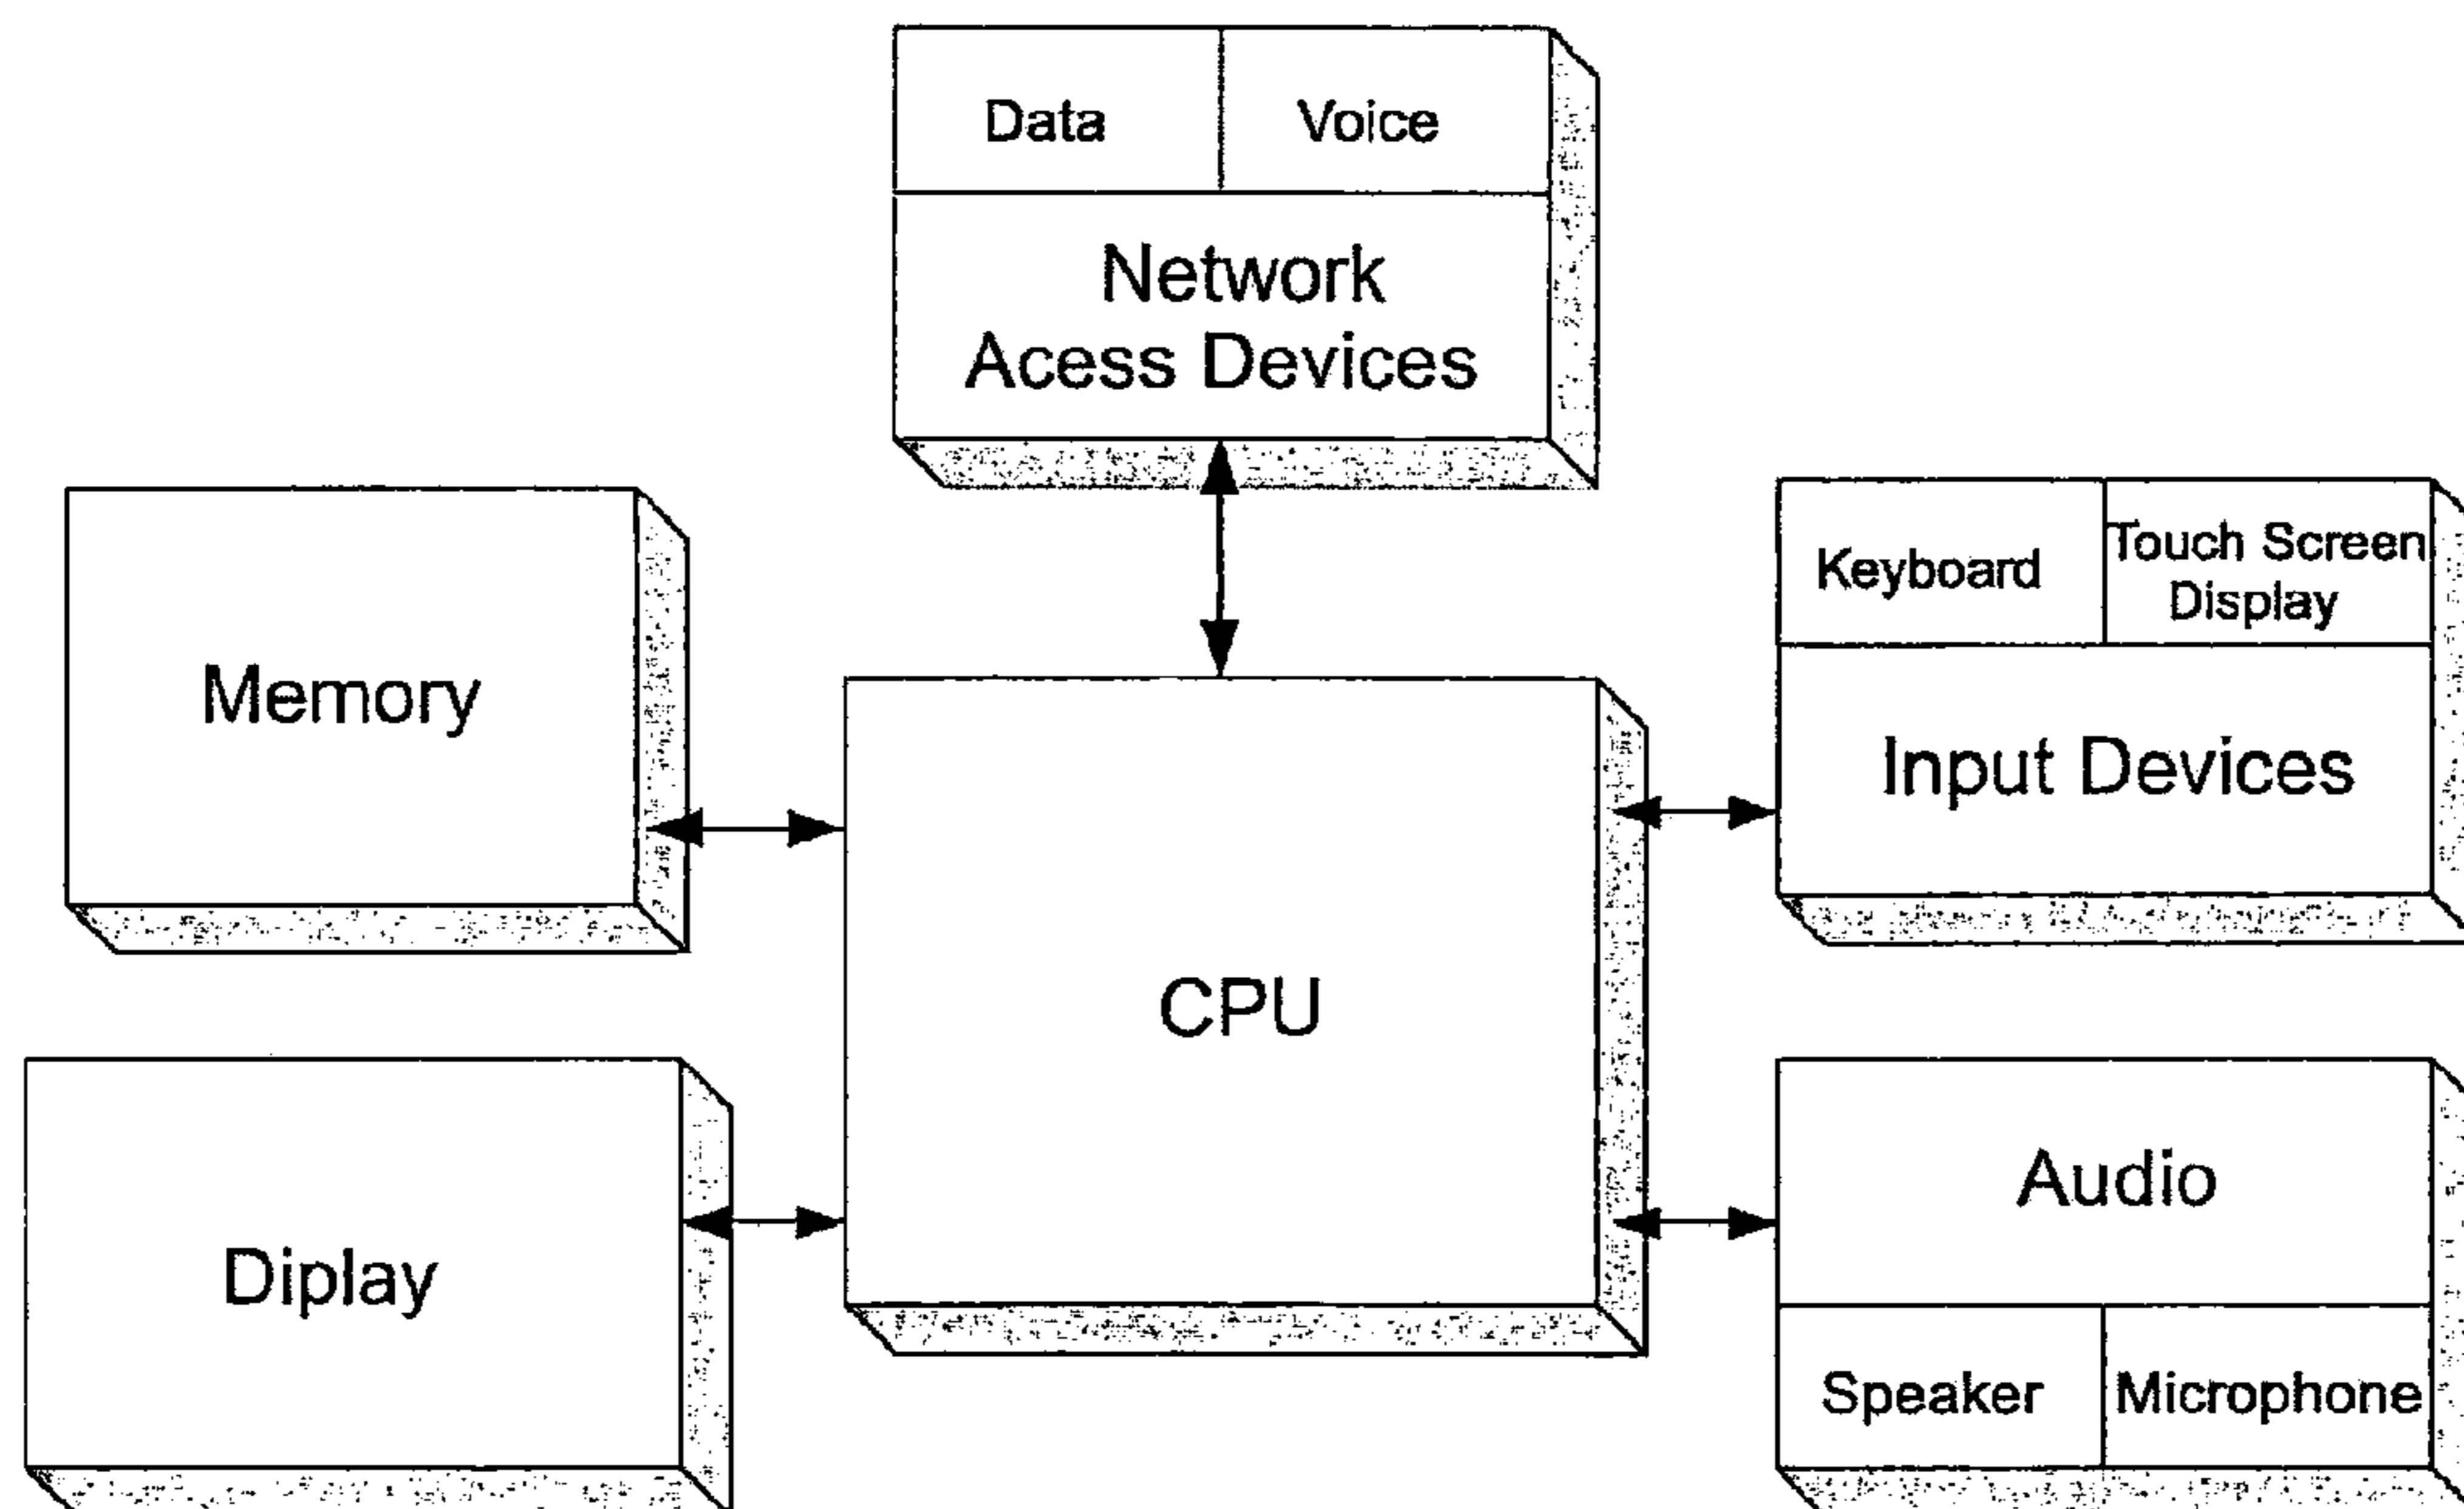 Data
Voice
Network
Acess Devices
Memory
Keyboard
Touch Screen
Display
Input Devices
CPU
Diplay
Audio
Speaker
Microphone